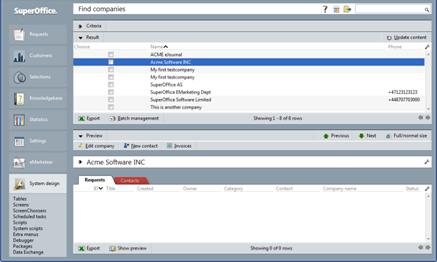 SuperOffice.
Find companies
Requests
Customers
Selections
Knowledgebase
Statistics
Settings
eMarketeer
System design
Tables
Screens
ScreenChoosers
Scheduled tasks
Scripts
System scripts
Extra menus
Debugger
Packages
Data Exchange
Criteria
Result
Update content
Choose Name Phone
ACME eJournal
Acme Software INC
My first testcompany
My first testcompany
SuperOffice AS
SuperOffice EMarketing Dept +47123123123
SuperOffice Software Limited +448707703000
This is another company
Export Batch management Showing 1 - 8 of 8 rows
Preview Previous Next Full/normal size
Edit company New contact Invoices
Acme Software INC
Requests Contacts
ID Title Created Owner Category Contact Company name Status
Export Show preview Showing 0 of 0 rows